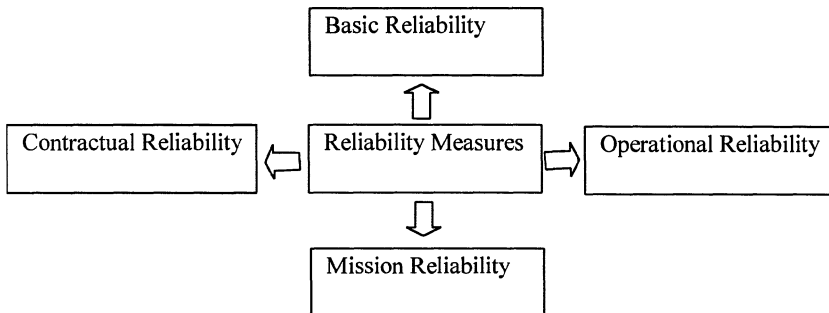 Basic Reliability
Contractual Reliability
Reliability Measures
Operational Reliability
Mission Reliability